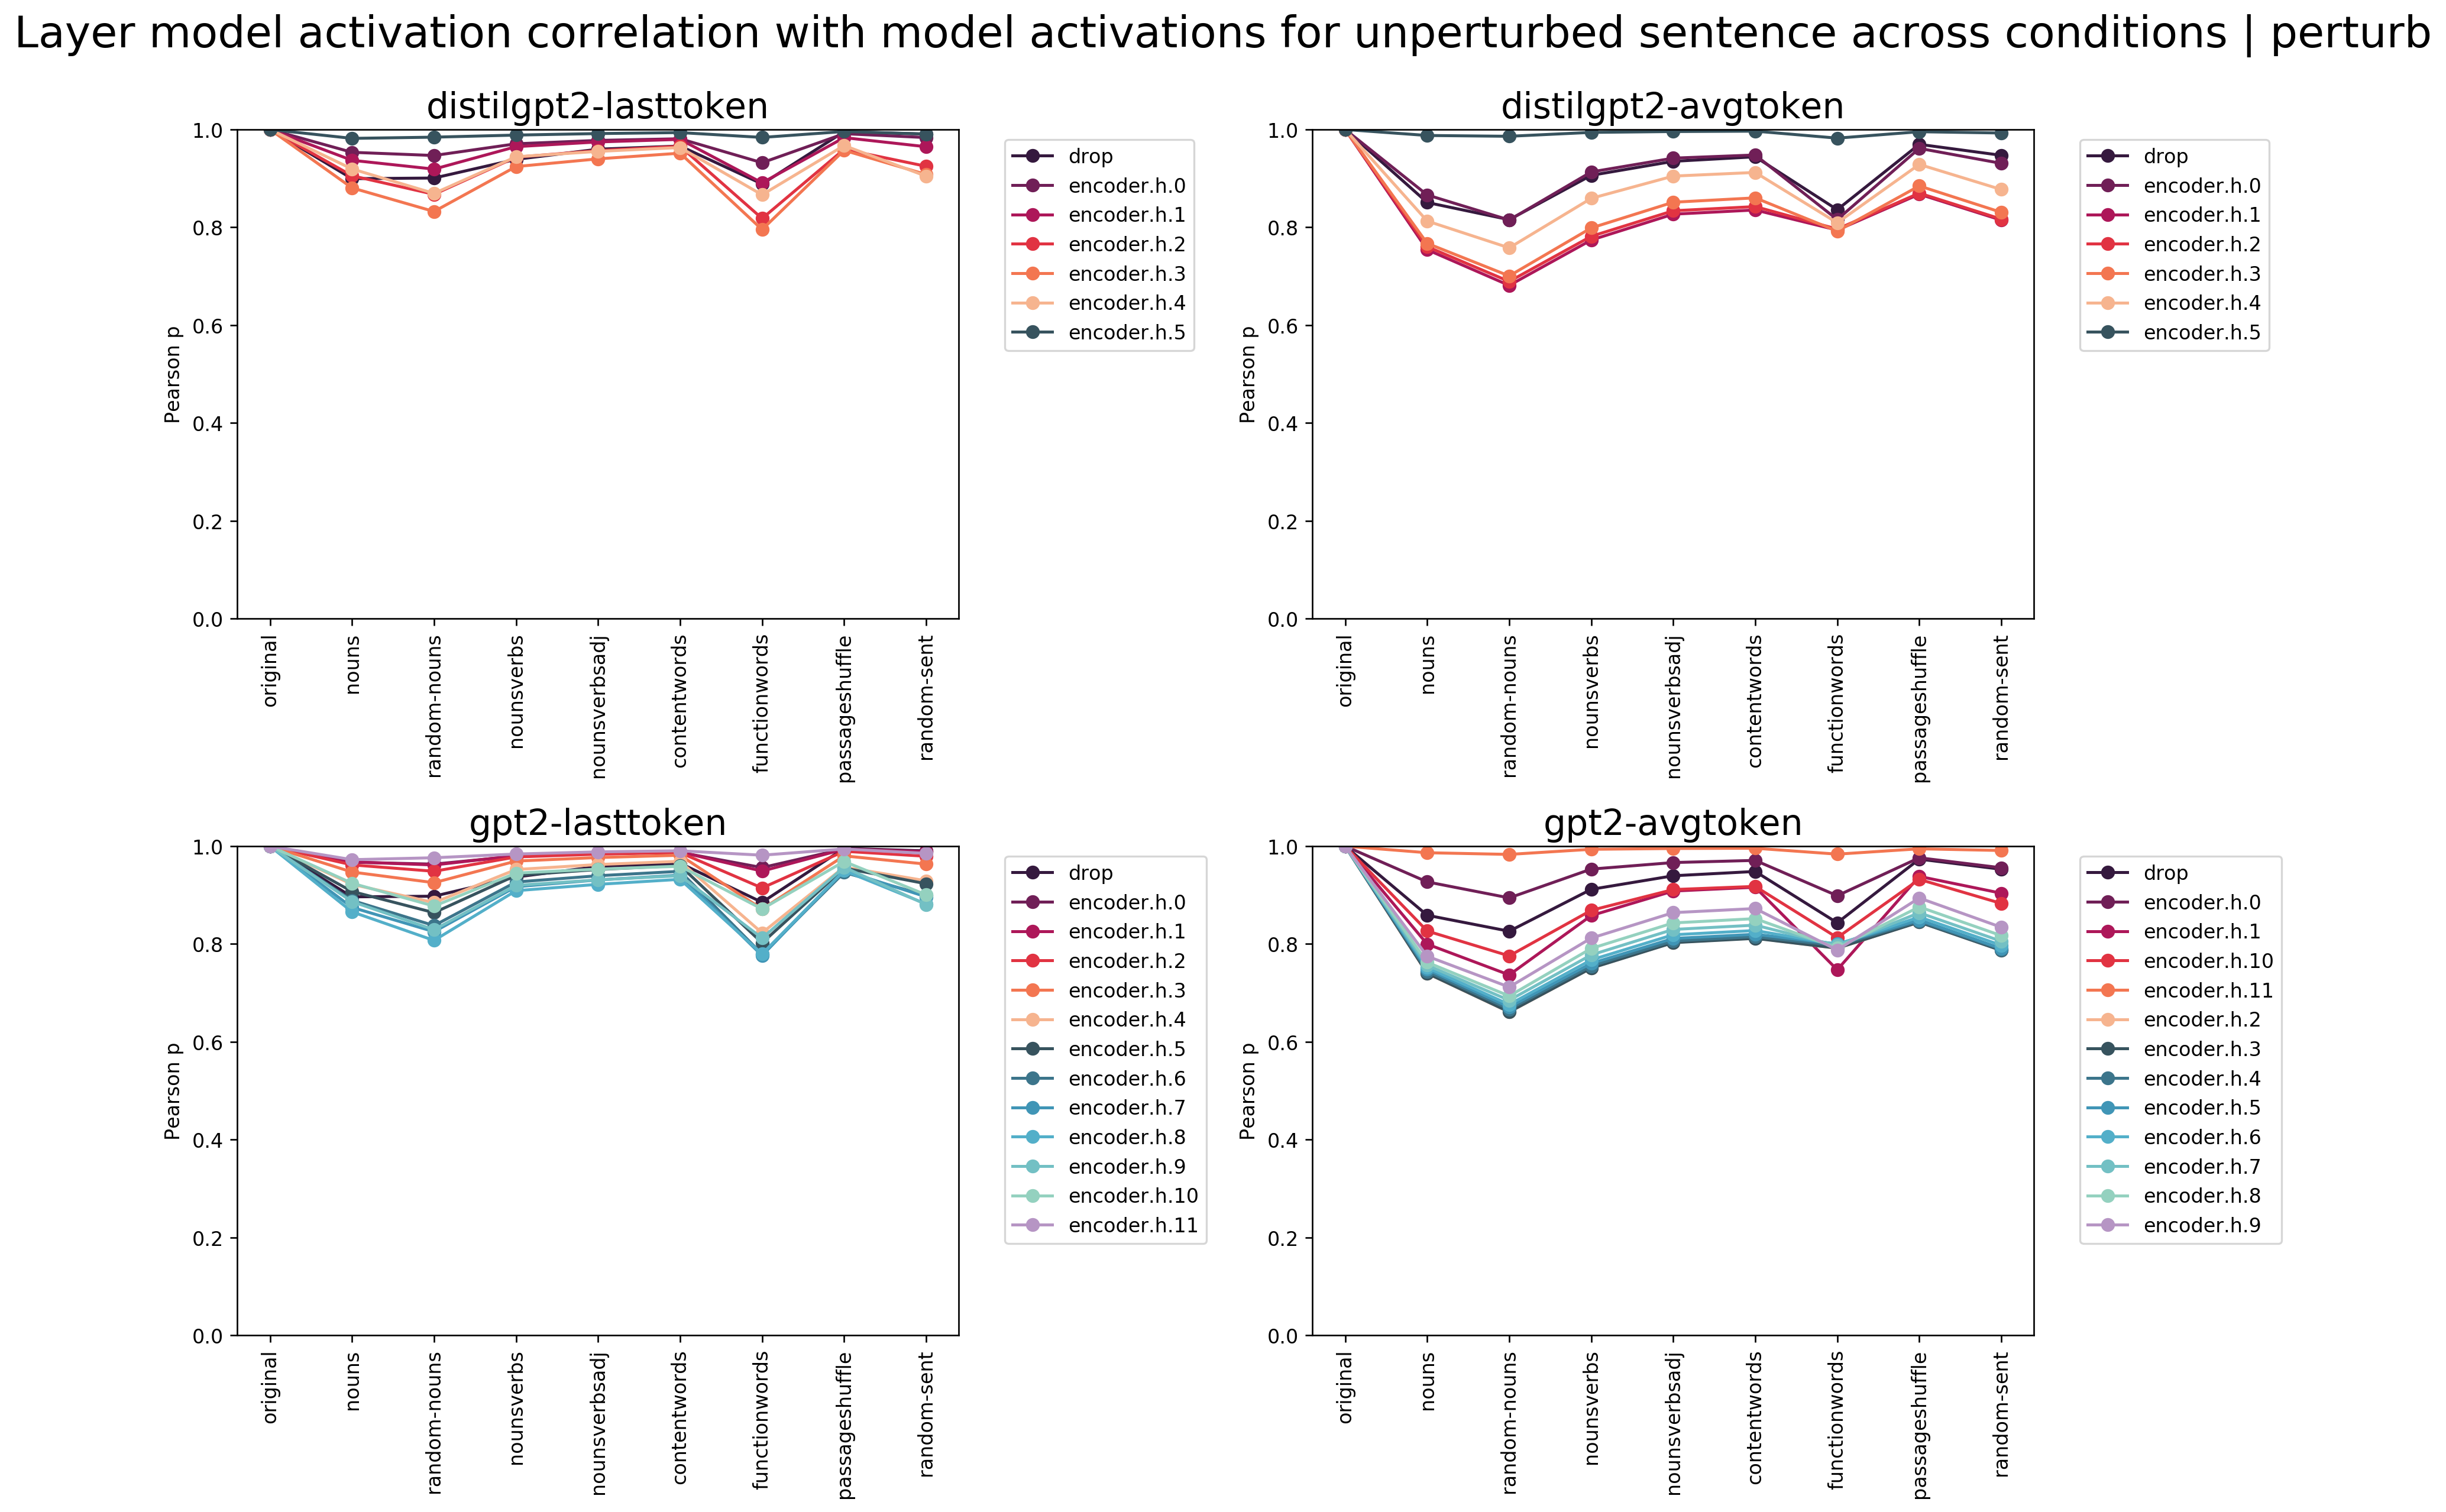 Layer model activation correlation with model activations for unperturbed sentence across conditions | perturb
distilgpt2-lasttoken
1.0
0.8
0.6
0.4
0.2
0.0
Pearson p
original
nouns
random-nouns
nounsverbs
nounsverbsadj
contentwords
functionwords
passageshuffle
random-sent
drop
encoder.h.0
encoder.h.1
encoder.h.2
encoder.h.3
encoder.h.4
encoder.h.5
distilgpt2-avgtoken
1.0
0.8
0.6
0.4
0.2
0.0
Pearson p
original
nouns
random-nouns
nounsverbs
nounsverbsadj
contentwords
functionwords
passageshuffle
random-sent
drop
encoder.h.0
encoder.h.1
encoder.h.2
encoder.h.3
encoder.h.4
encoder.h.5
gpt2-lasttoken
1.0
0.8
0.6
0.4
0.2
0.0
Pearson p
original
nouns
random-nouns
nounsverbs
nounsverbsadj
contentwords
functionwords
passageshuffle
random-sent
drop
encoder.h.0
encoder.h.1
encoder.h.2
encoder.h.3
encoder.h.4
encoder.h.5
encoder.h.6
encoder.h.7
encoder.h.8
encoder.h.9
encoder.h.10
encoder.h.11
gpt2-avgtoken
1.0
0.8
0.6
0.4
0.2
0.0
Pearson p
original
nouns
random-nouns
nounsverbs
nounsverbsadj
contentwords
functionwords
passageshuffle
random-sent
drop
encoder.h.0
encoder.h.1
encoder.h.10
encoder.h.11
encoder.h.2
encoder.h.3
encoder.h.4
encoder.h.5
encoder.h.6
encoder.h.7
encoder.h.8
encoder.h.9